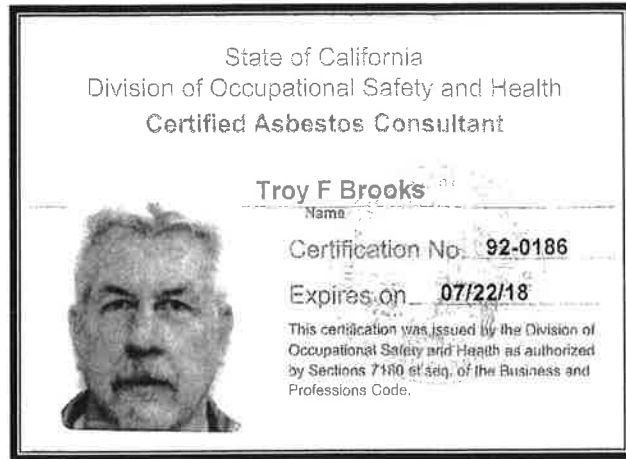 State of California
Division of Occupational Safety and Health
Certified Asbestos Consultant
Troy F Brooks
Name
Certification No. 92-0186
Expires on 07/22/18
This certification was issued by the Division of
Occupational Safety and Health as authorized
by Sections 7180 et seq. of the Business and
Professions Code.